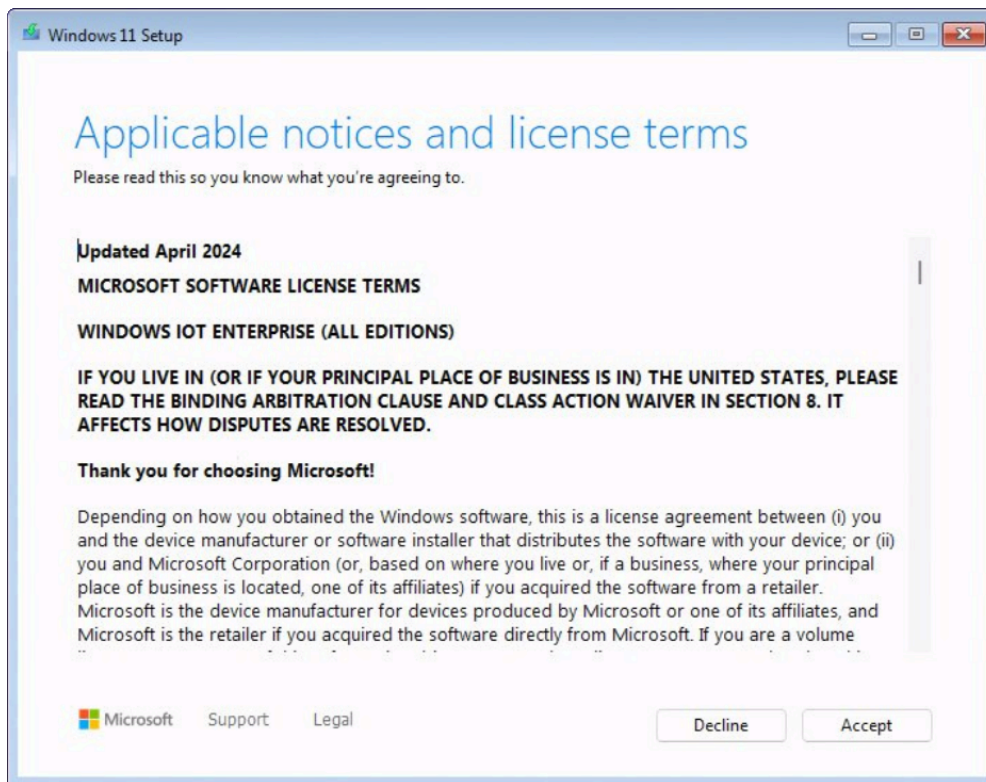 Windows 11 Setup
Applicable notices and license terms
Please read this so you know what you're agreeing to.
Updated April 2024
MICROSOFT SOFTWARE LICENSE TERMS
WINDOWS IOT ENTERPRISE (ALL EDITIONS)
IF YOU LIVE IN (OR IF YOUR PRINCIPAL PLACE OF BUSINESS IS IN) THE UNITED STATES, PLEASE
READ THE BINDING ARBITRATION CLAUSE AND CLASS ACTION WAIVER IN SECTION 8. IT
AFFECTS HOW DISPUTES ARE RESOLVED.
Thank you for choosing Microsoft!
Depending on how you obtained the Windows software, this is a license agreement between (i) you
and the device manufacturer or software installer that distributes the software with your device; or (ii)
you and Microsoft Corporation (or, based on where you live or, if a business, where your principal
place of business is located, one of its affiliates) if you acquired the software from a retailer.
Microsoft is the device manufacturer for devices produced by Microsoft or one of its affiliates, and
Microsoft is the retailer if you acquired the software directly from Microsoft. If you are a volume
Microsoft Support Legal
Decline Accept